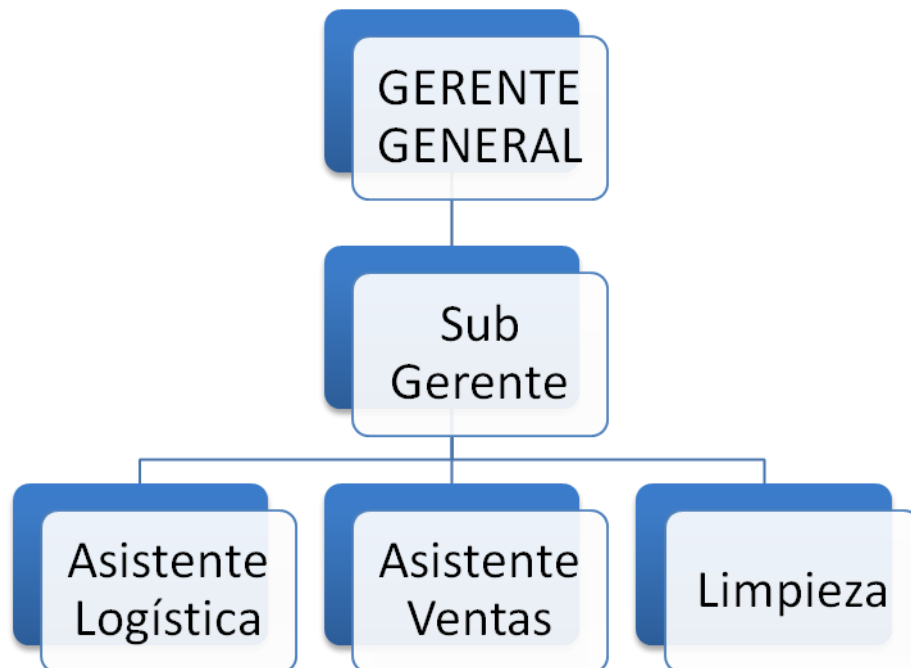 GERENTE
GENERAL
Sub
Gerente
Asistente
Logística
Asistente
Ventas
Limpieza